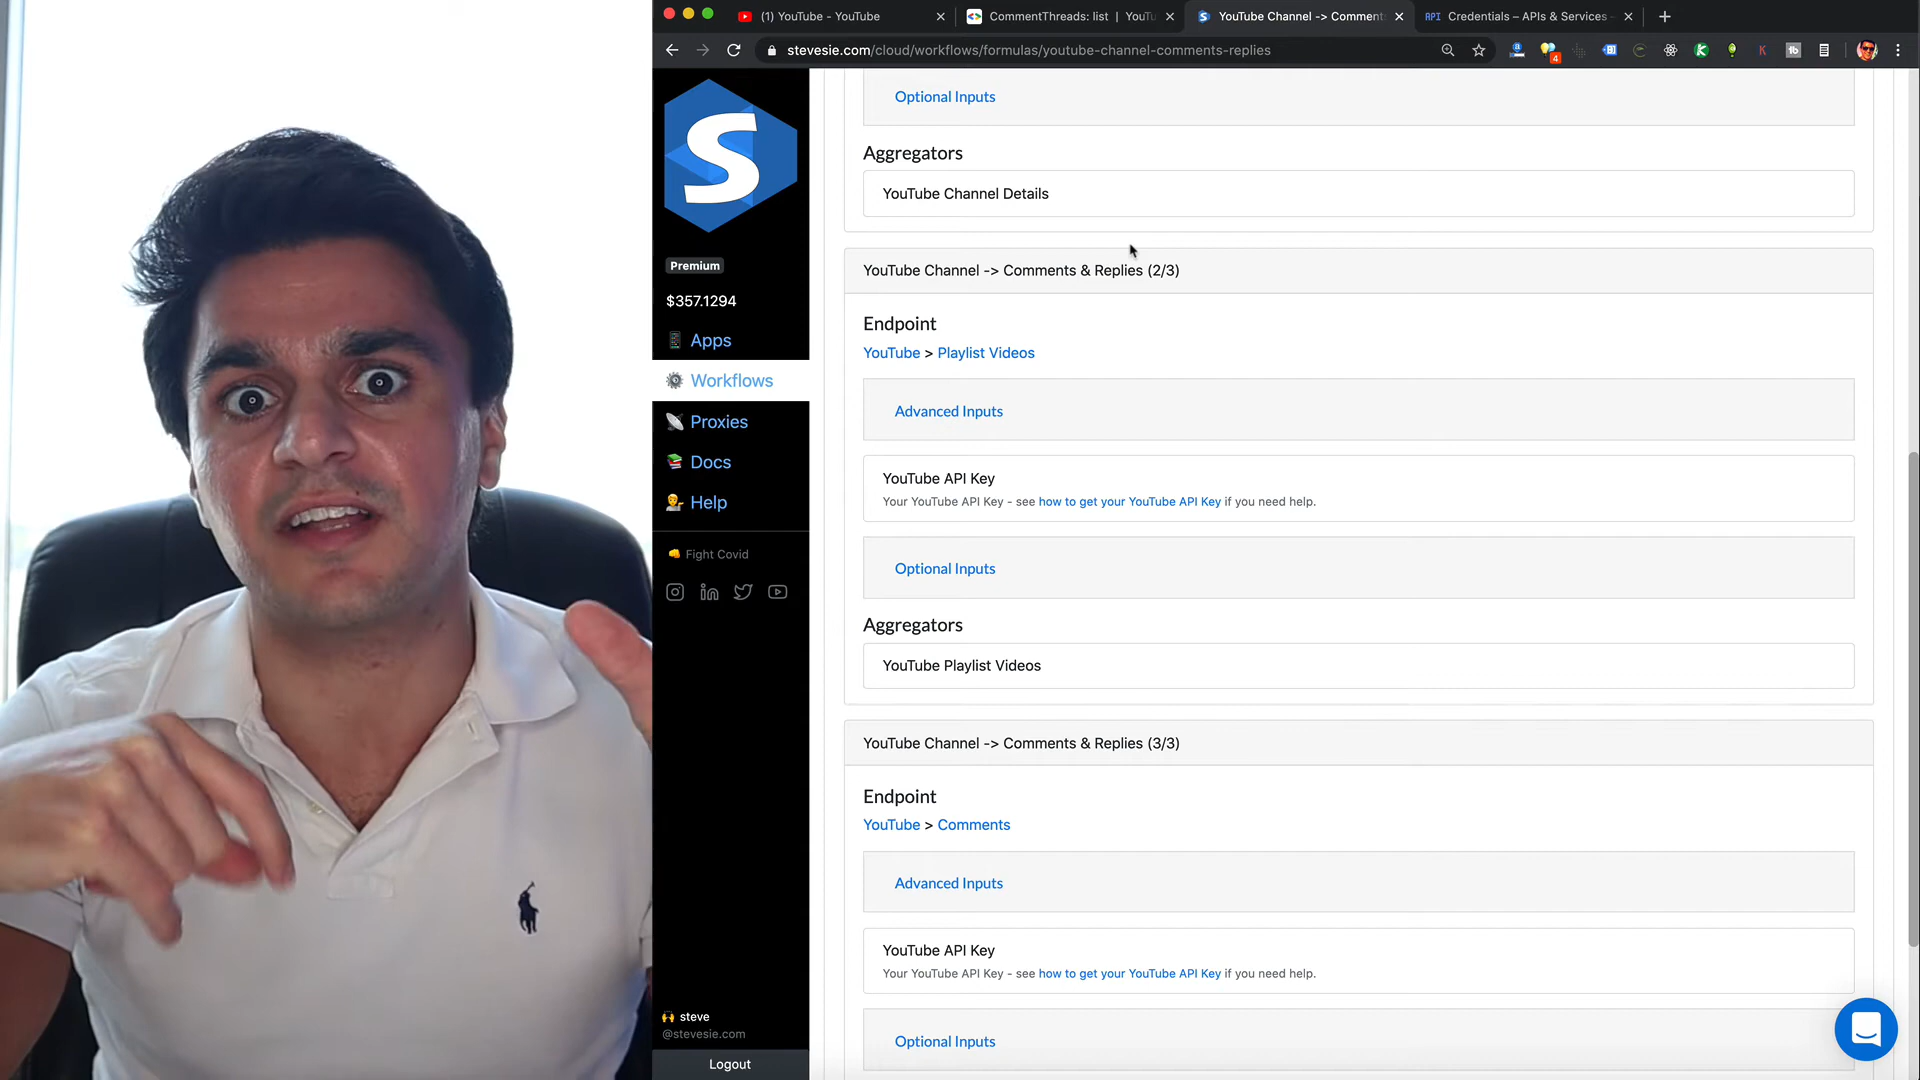 (1) YouTube - YouTube
CommentThreads: list | YouTu
YouTube Channel -> Comment
API Credentials – APIs & Services -
stevesie.com/cloud/workflows/formulas/youtube-channel-comments-replies
4
tb
K
S
Premium
$357.1294
Apps
Workflows
Proxies
Docs
Help
Fight Covid
steve
@stevesie.com
Logout
Optional Inputs
Aggregators
YouTube Channel Details
YouTube Channel -> Comments & Replies (2/3)
Endpoint
YouTube > Playlist Videos
Advanced Inputs
YouTube API Key
Your YouTube API Key - see how to get your YouTube API Key if you need help.
Optional Inputs
Aggregators
YouTube Playlist Videos
YouTube Channel -> Comments & Replies (3/3)
Endpoint
YouTube > Comments
Advanced Inputs
YouTube API Key
Your YouTube API Key - see how to get your YouTube API Key if you need help.
Optional Inputs